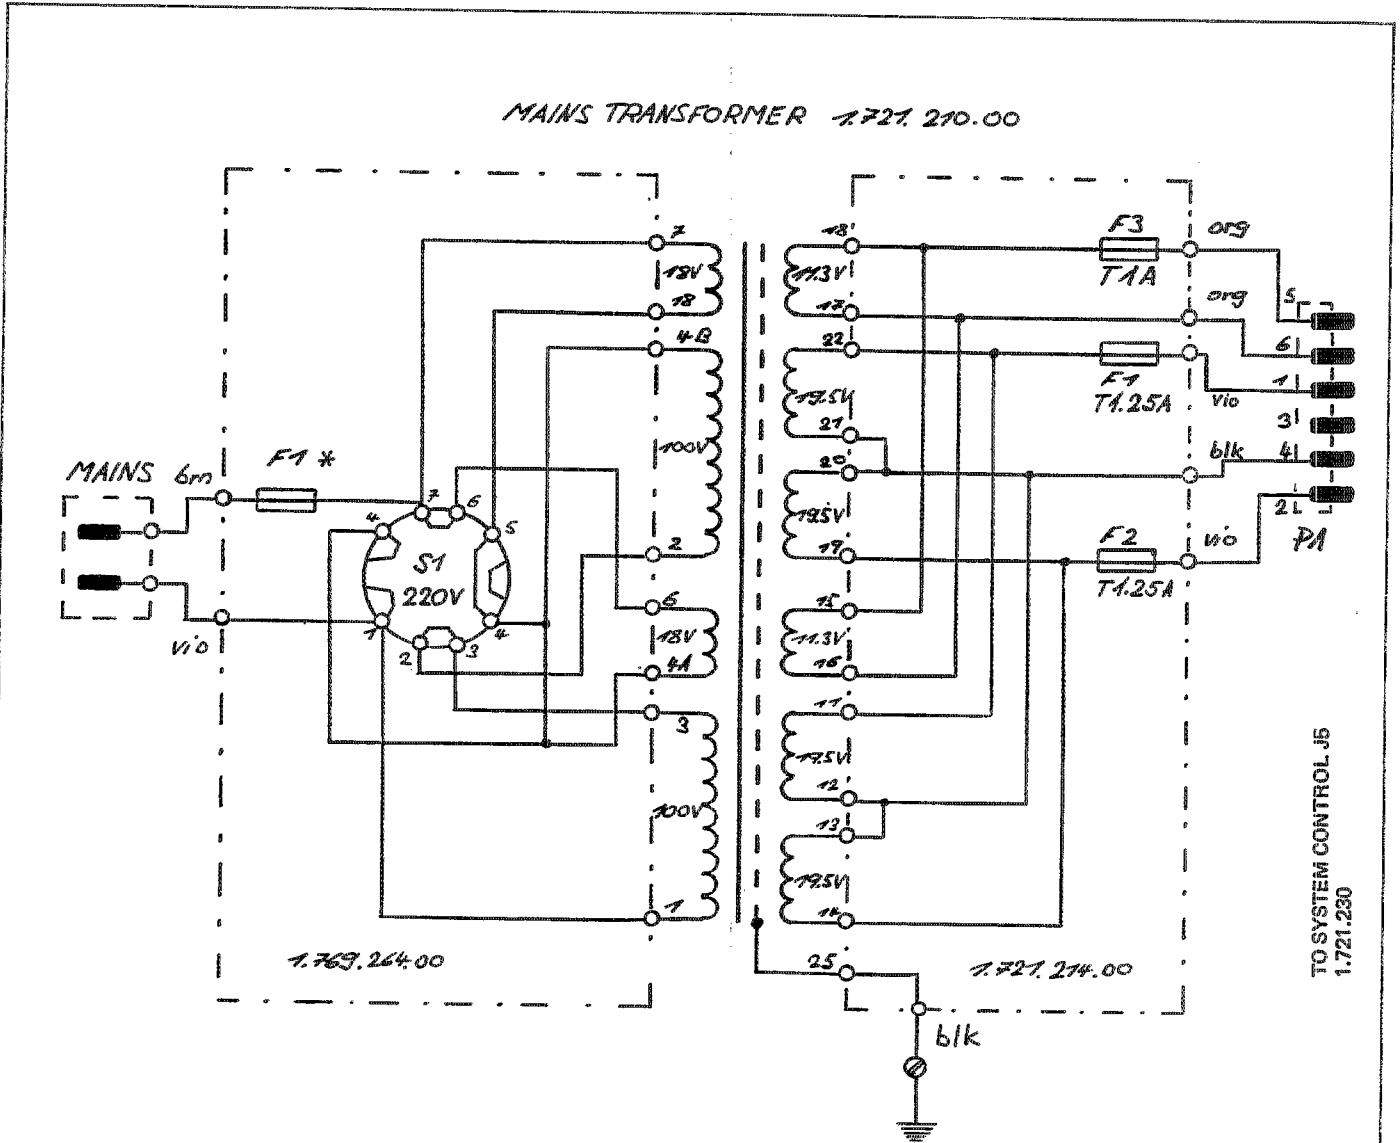 MAINS TRANSFORMER 1.721.210.00
MAINS
brn
vio
F1 *
S1
220V
7
6
5
4
3
2
1
4
7
18V
18
4B
100V
2
6
18V
4A
3
100V
1
1.769.264.00
18
11.3V
17
22
19.5V
21
20
19.5V
19
15
11.3V
16
11
19.5V
12
13
19.5V
14
25
blk
F3
T1A
F1
T1.25A
F2
T1.25A
1.721.214.00
org
org
vio
blk
vio
5
6
1
3
4
2
P1
TO SYSTEM CONTROL J5
1.721.230